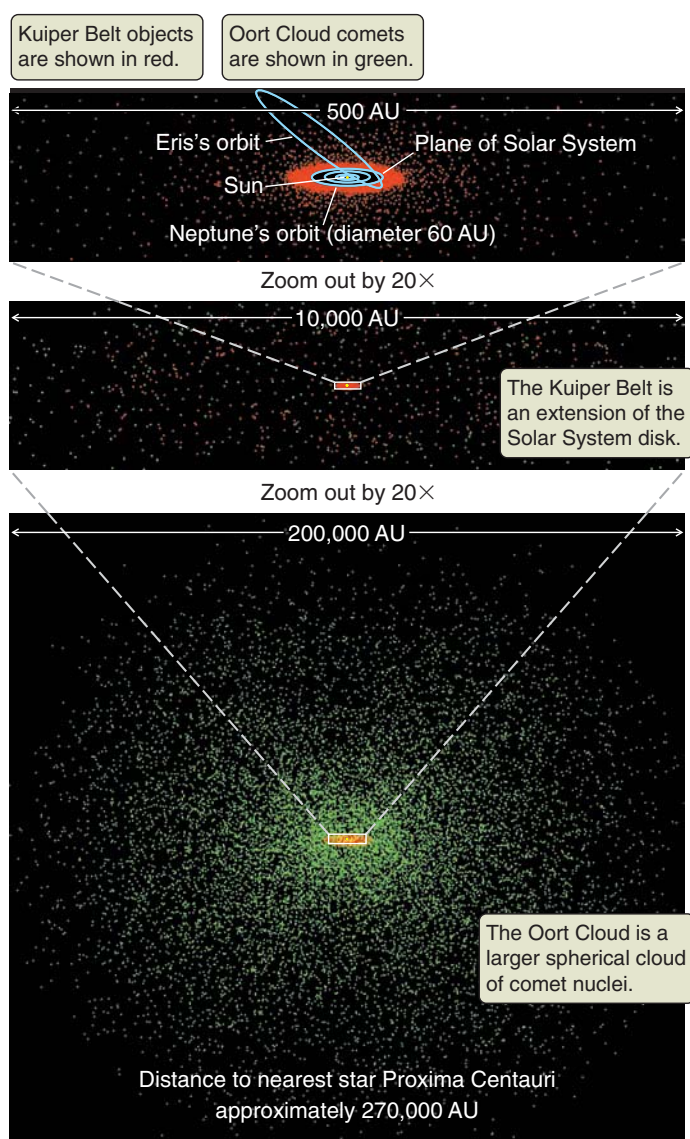 Kuiper Belt objects
are shown in red.
Oort Cloud comets
are shown in green.
500 AU
Eris's orbit
Plane of Solar System
Sun
Neptune's orbit (diameter 60 AU)
Zoom out by 20×
10,000 AU
The Kuiper Belt is
an extension of the
Solar System disk.
Zoom out by 20×
200,000 AU
The Oort Cloud is a
larger spherical cloud
of comet nuclei.
Distance to nearest star Proxima Centauri
approximately 270,000 AU